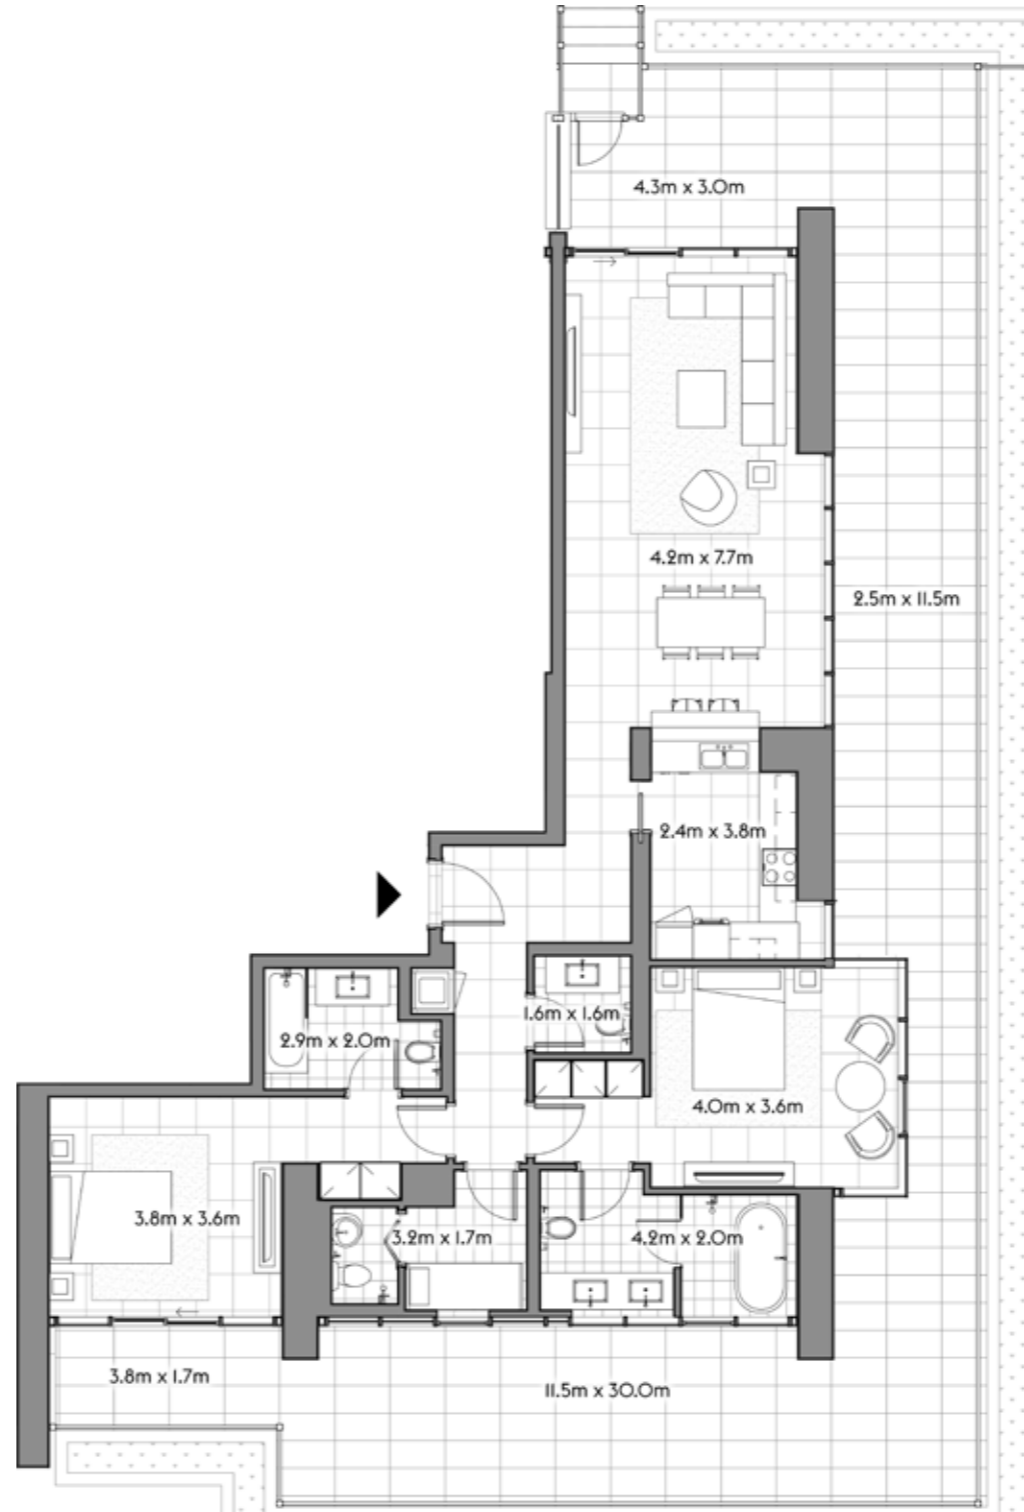 4.3m x 3.0m
4.2m x 7.7m
2.5m x 11.5m
2.4m x 3.8m
1.6m x 1.6m
2.9m x 2.0m
4.0m x 3.6m
3.8m x 3.6m
3.2m x 1.7m
4.2m x 2.0m
3.8m x 1.7m
11.5m x 30.0m